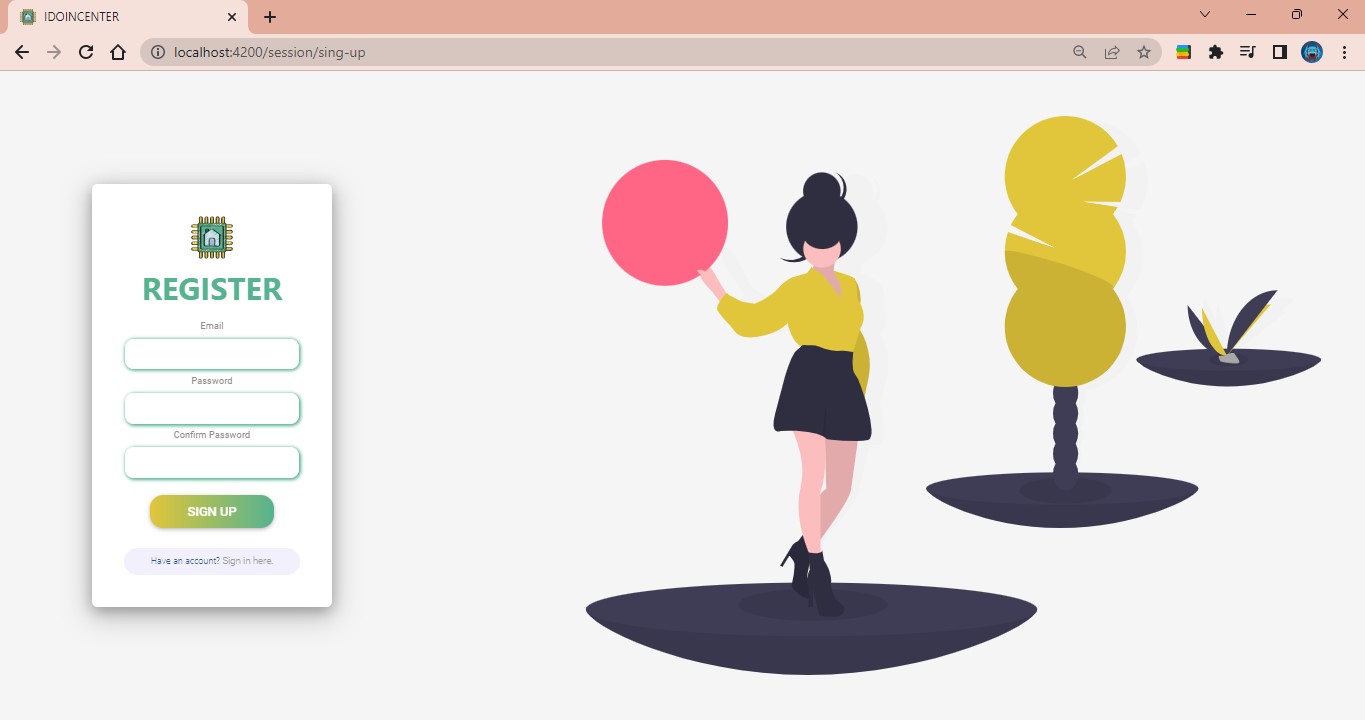 IDOINCENTER
localhost:4200/session/sing-up
REGISTER
Email
Password
Confirm Password
SIGN UP
Have an account? Sign in here.